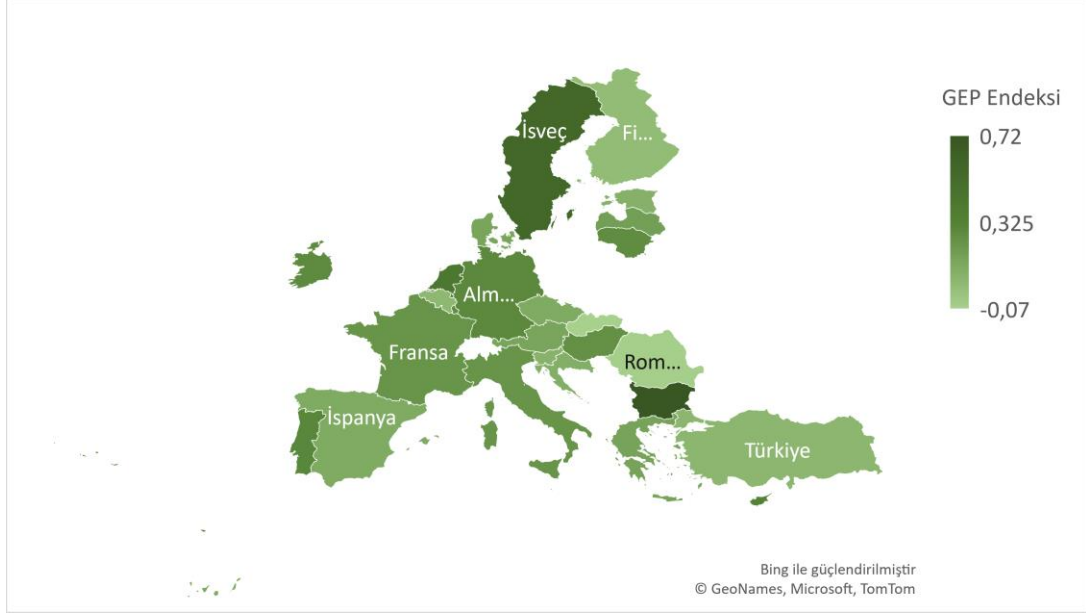 GEP Endeksi
0,72
0,325
-0,07
İsveç
Fi...
Alm...
Fransa
Rom...
İspanya
Türkiye
Bing ile güçlendirilmiştir
© GeoNames, Microsoft, TomTom